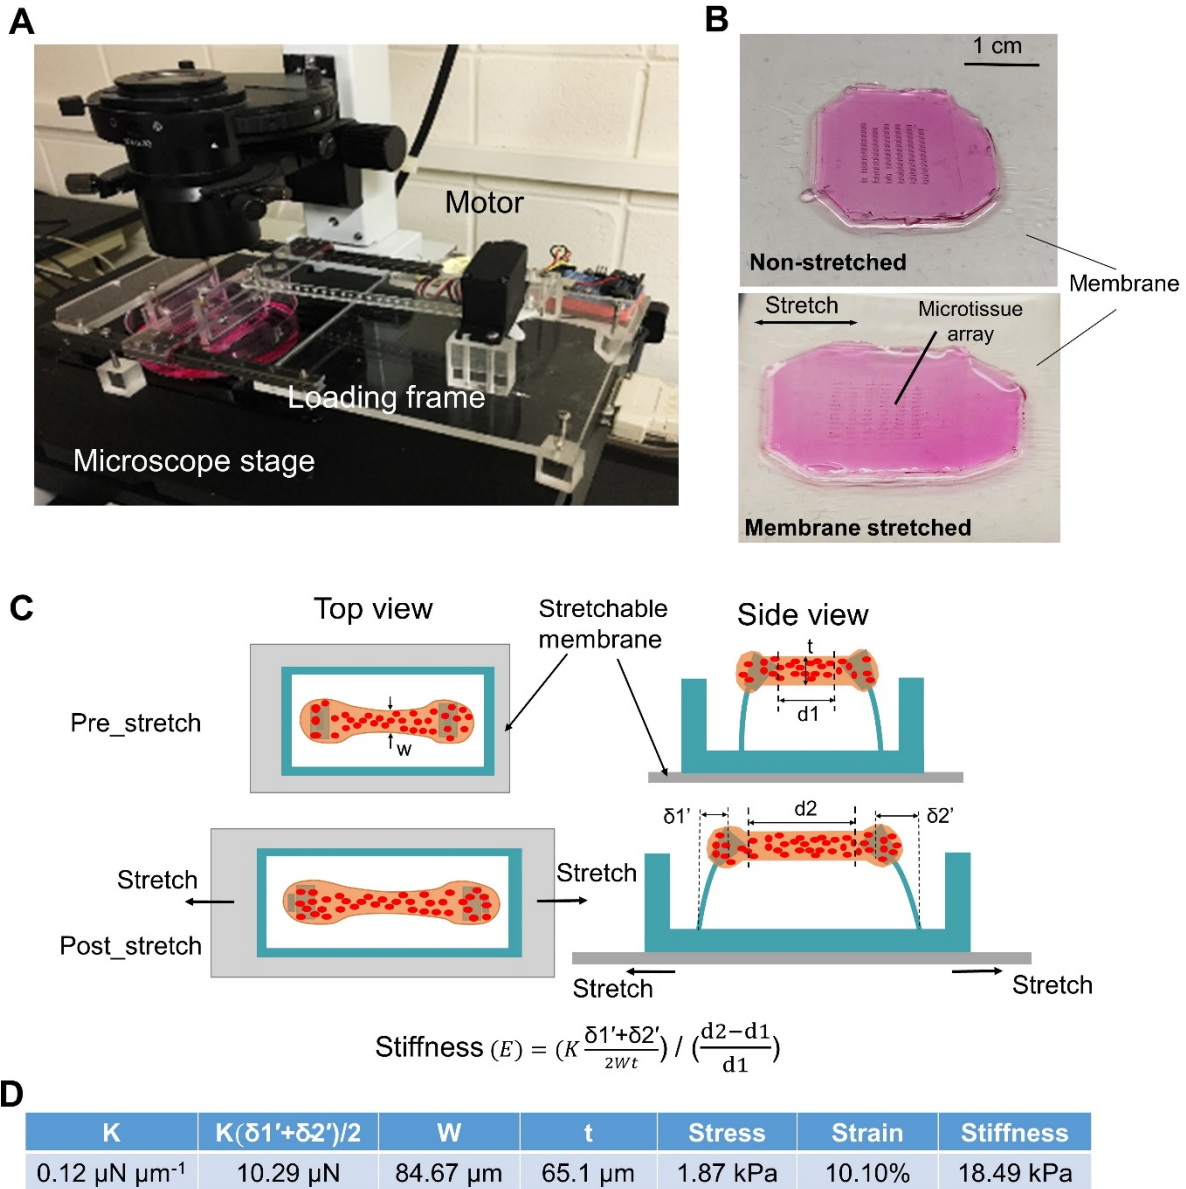 A
Motor
Loading frame
Microscope stage
B
1 cm
Non-stretched
Membrane
Stretch
Microtissue
array
Membrane stretched
C
Top view
Stretchable
membrane
Side view
Pre_stretch
w
t
d1
δ1’
d2
δ2’
Stretch
Stretch
Post_stretch
Stretch
Stretch
Stiffness (E) = (K δ1′+δ2′/2Wt) / (d2−d1/d1)
D
K K(δ1′+δ2′)/2 W t Stress Strain Stiffness
0.12 µN µm⁻¹ 10.29 µN 84.67 µm 65.1 µm 1.87 kPa 10.10% 18.49 kPa